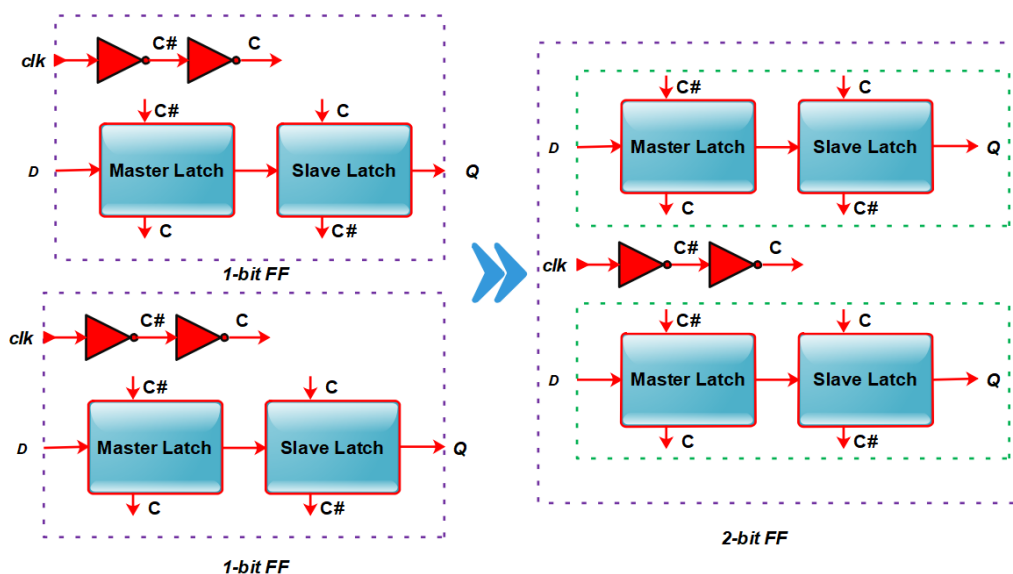 clk C# C
C# C
D Master Latch Slave Latch Q
C C#
1-bit FF
clk C# C
C# C
D Master Latch Slave Latch Q
C C#
1-bit FF
C# C
D Master Latch Slave Latch Q
C C#
clk C# C
C# C
D Master Latch Slave Latch Q
C C#
2-bit FF